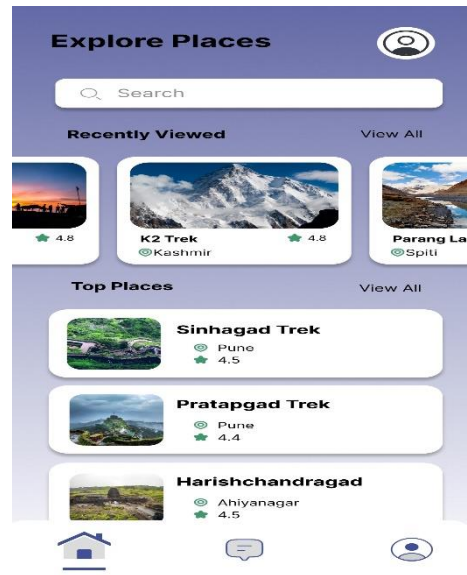 Explore Places
Search
Recently Viewed View All
4.8
K2 Trek 4.8
Kashmir
Parang La
Spiti
Top Places View All
Sinhagad Trek
Pune
4.5
Pratapgad Trek
Pune
4.4
Harishchandragad
Ahiyanagar
4.5